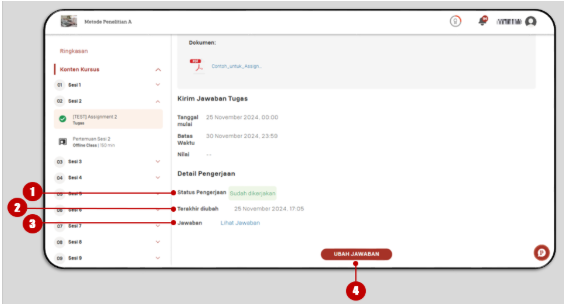 Metode Penelitian A
Ringkasan
Konten Kursus
01 Sesi 1
02 Sesi 2
[TEST] Assignment 2
Tugas
Pertemuan Sesi 2
Offline Class | 100 min
03 Sesi 3
04 Sesi 4
05 Sesi 5
06 Sesi 6
07 Sesi 7
08 Sesi 8
09 Sesi 9
Dokumen:
Contoh_untuk_Assign..
Kirim Jawaban Tugas
Tanggal mulai 25 November 2024, 00:00
Batas Waktu 30 November 2024, 23:59
Nilai --
Detail Pengerjaan
1 Status Pengerjaan Sudah dikerjakan
2 Terakhir diubah 25 November 2024, 17:05
3 Jawaban Lihat Jawaban
UBAH JAWABAN
4